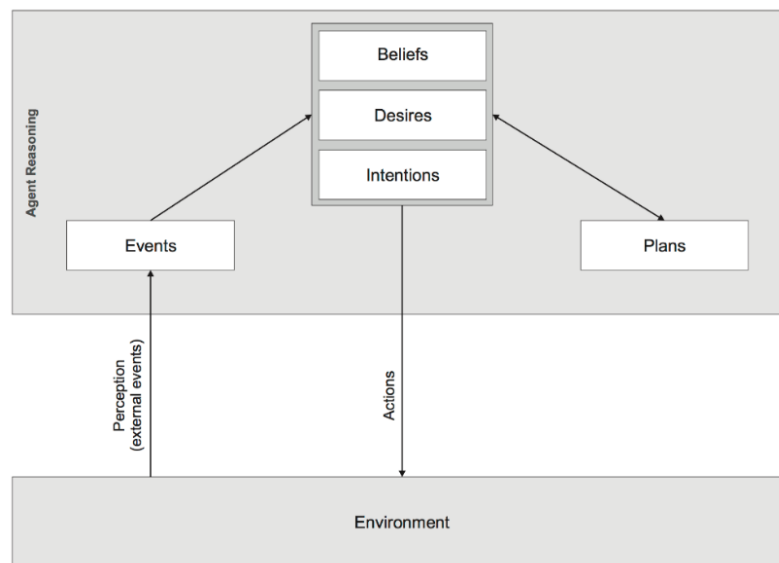 Beliefs
Desires
Intentions
Agent Reasoning
Events
Plans
Perception
(external events)
Actions
Environment